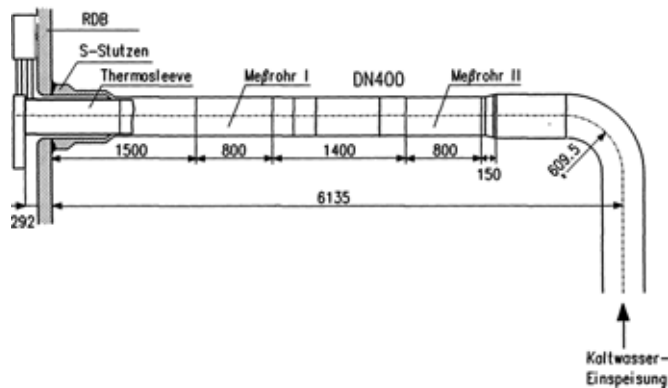 RDB
S-Stutzen
Thermosleeve
Meßrohr I
DN400
Meßrohr II
1500
800
1400
800
150
609.5
6135
292
Kaltwasser-
Einspeisung